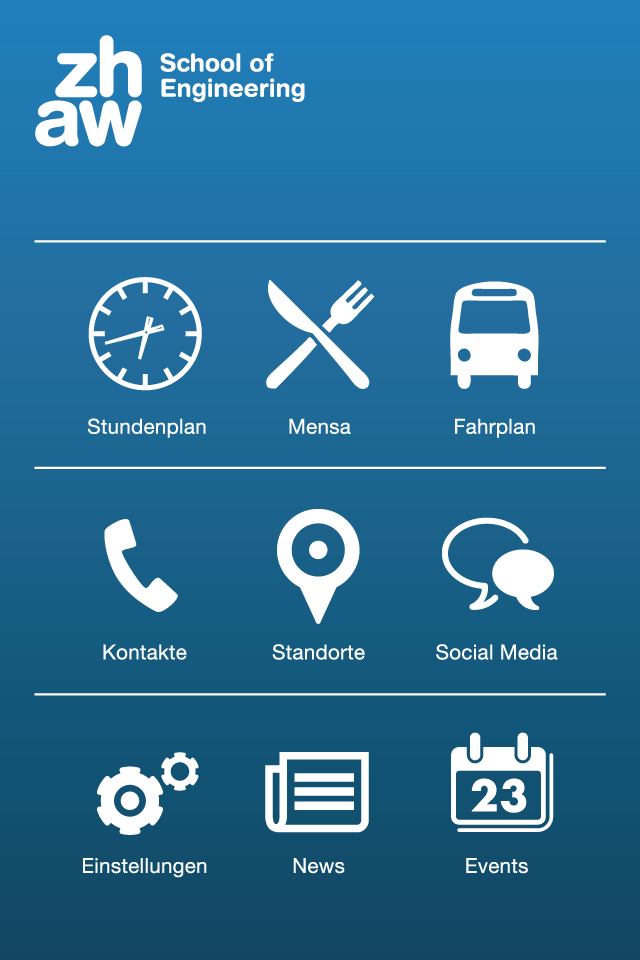 zh
aw
School of
Engineering
Stundenplan
Mensa
Fahrplan
Kontakte
Standorte
Social Media
23
Einstellungen
News
Events